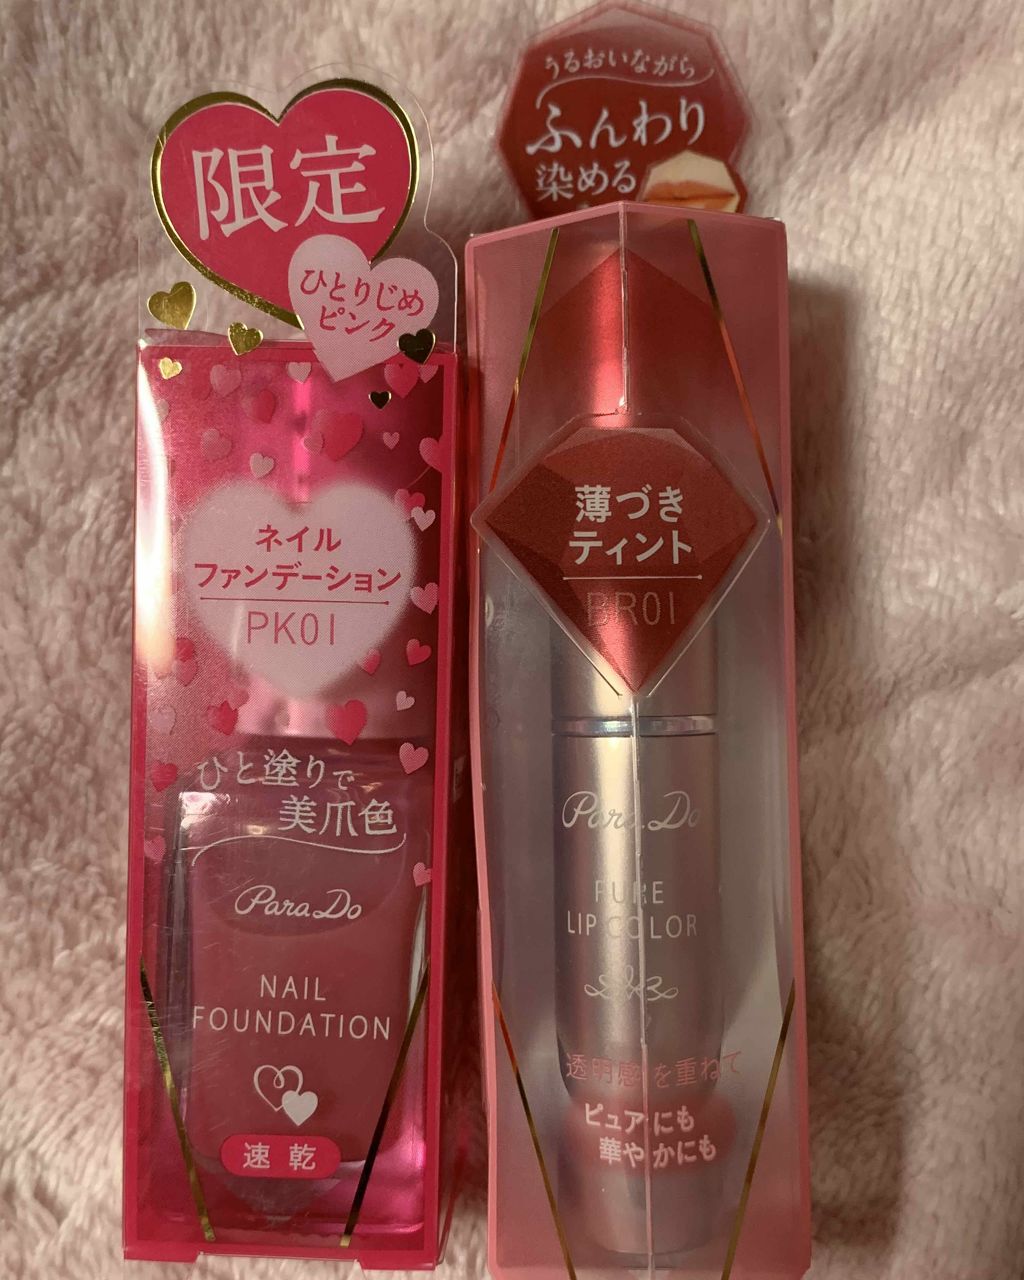 限定
ひとりじめ
ピンク
ネイル
ファンデーション
PK01
ひと塗りで
美爪色
Para Do
NAIL
FOUNDATION
速乾
うるおいながら
ふんわり
染める
薄づき
ティント
BR01
Para Do
PURE
LIP COLOR
透明感を重ねて
ピュアにも
華やかにも